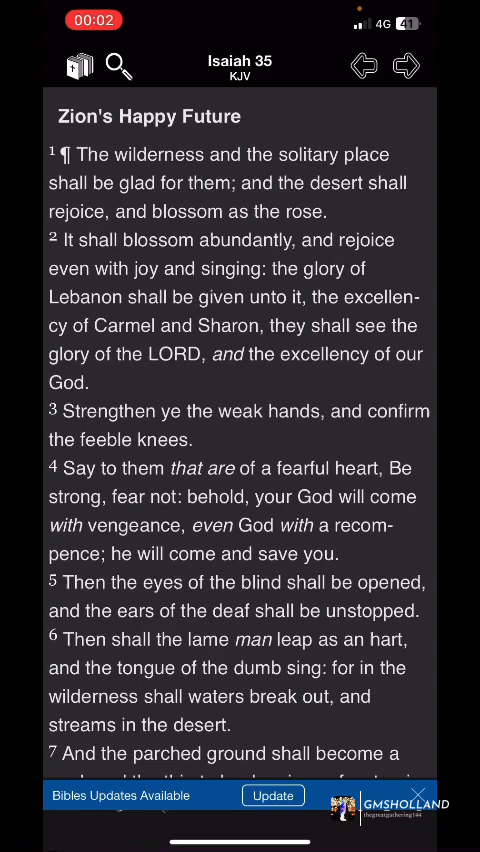 00:02
4G 41
Isaiah 35
KJV
Zion's Happy Future
1 ¶ The wilderness and the solitary place
shall be glad for them; and the desert shall
rejoice, and blossom as the rose.
2 It shall blossom abundantly, and rejoice
even with joy and singing: the glory of
Lebanon shall be given unto it, the excellen-
cy of Carmel and Sharon, they shall see the
glory of the LORD, and the excellency of our
God.
3 Strengthen ye the weak hands, and confirm
the feeble knees.
4 Say to them that are of a fearful heart, Be
strong, fear not: behold, your God will come
with vengeance, even God with a recom-
pence; he will come and save you.
5 Then the eyes of the blind shall be opened,
and the ears of the deaf shall be unstopped.
6 Then shall the lame man leap as an hart,
and the tongue of the dumb sing: for in the
wilderness shall waters break out, and
streams in the desert.
7 And the parched ground shall become a
Bibles Updates Available
Update
GMSHOLLAND
thegreatgathering144